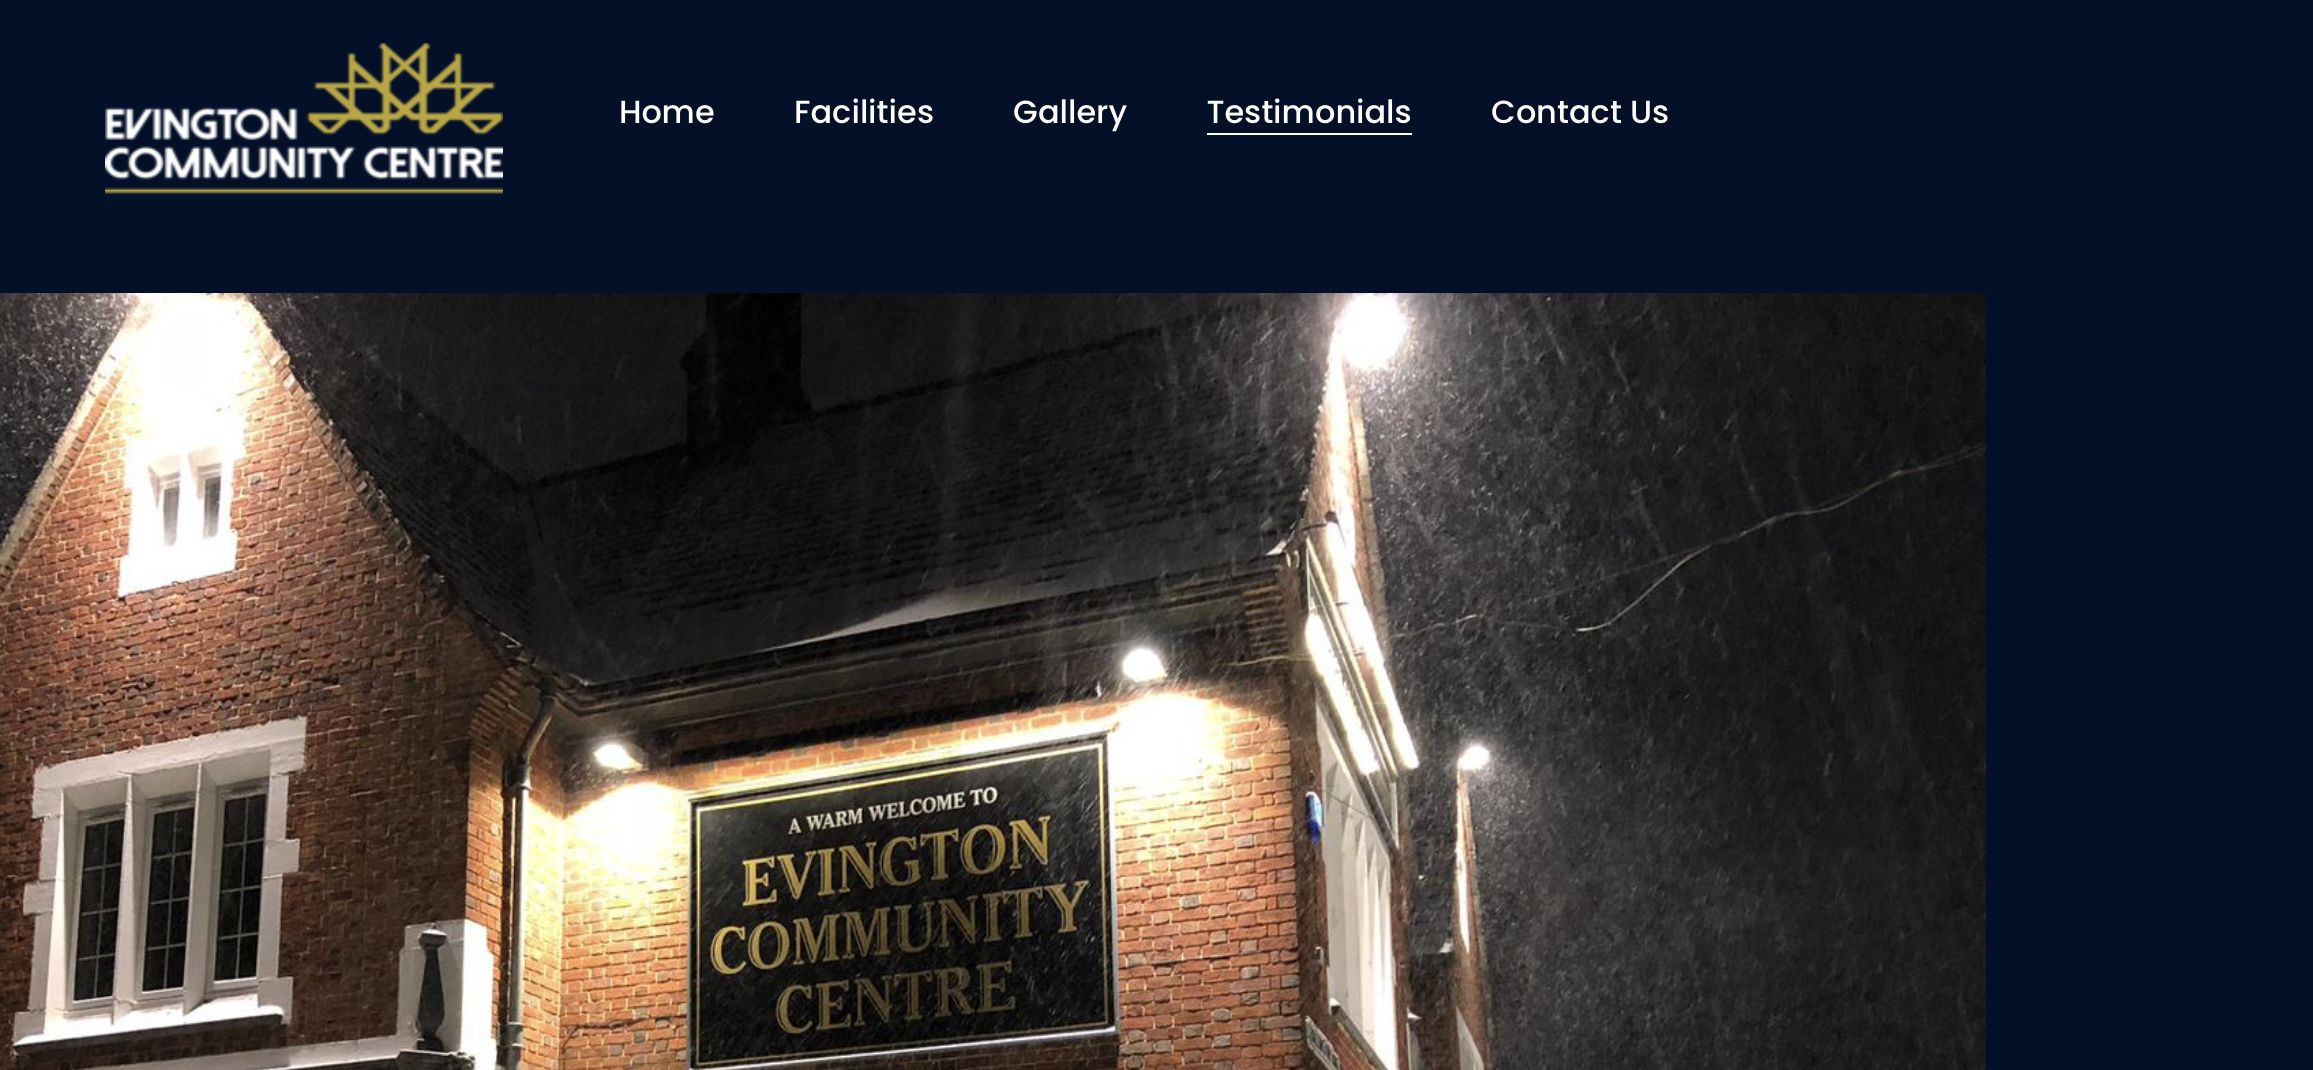 EVINGTON
COMMUNITY CENTRE
Home Facilities Gallery Testimonials Contact Us
A WARM WELCOME TO
EVINGTON
COMMUNITY
CENTRE